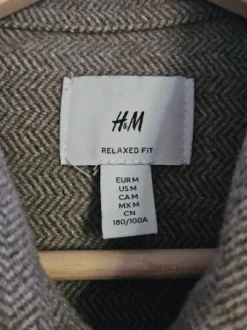 H&M
RELAXED FIT
EUR M
US M
CA M
MX M
CN
180/100A